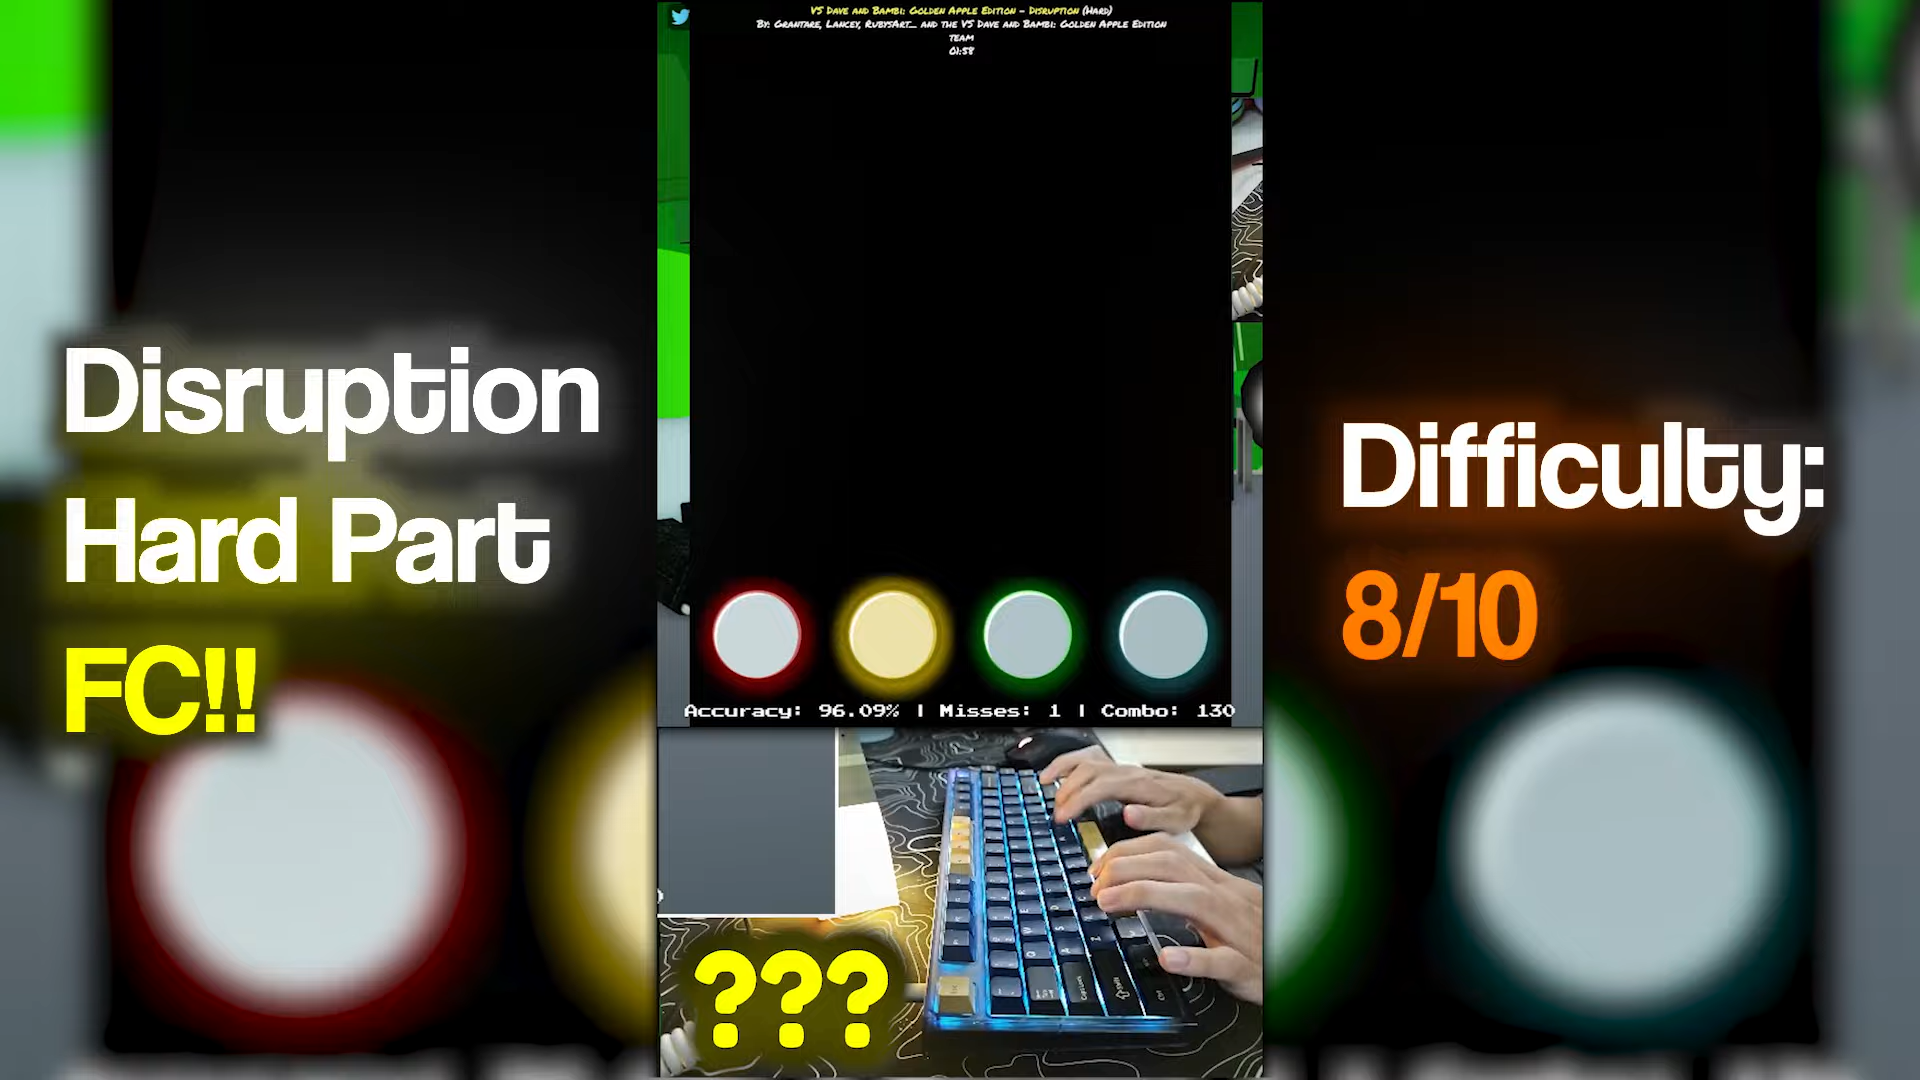 VS Dave and Bambi: Golden Apple Edition - Disruption (Hard)
By: Grantare, Lancey, RubysArt_ and the VS Dave and Bambi: Golden Apple Edition
team
01:58
Disruption
Hard Part
FC!!
Difficulty:
8/10
Accuracy: 96.09% | Misses: 1 | Combo: 130
???